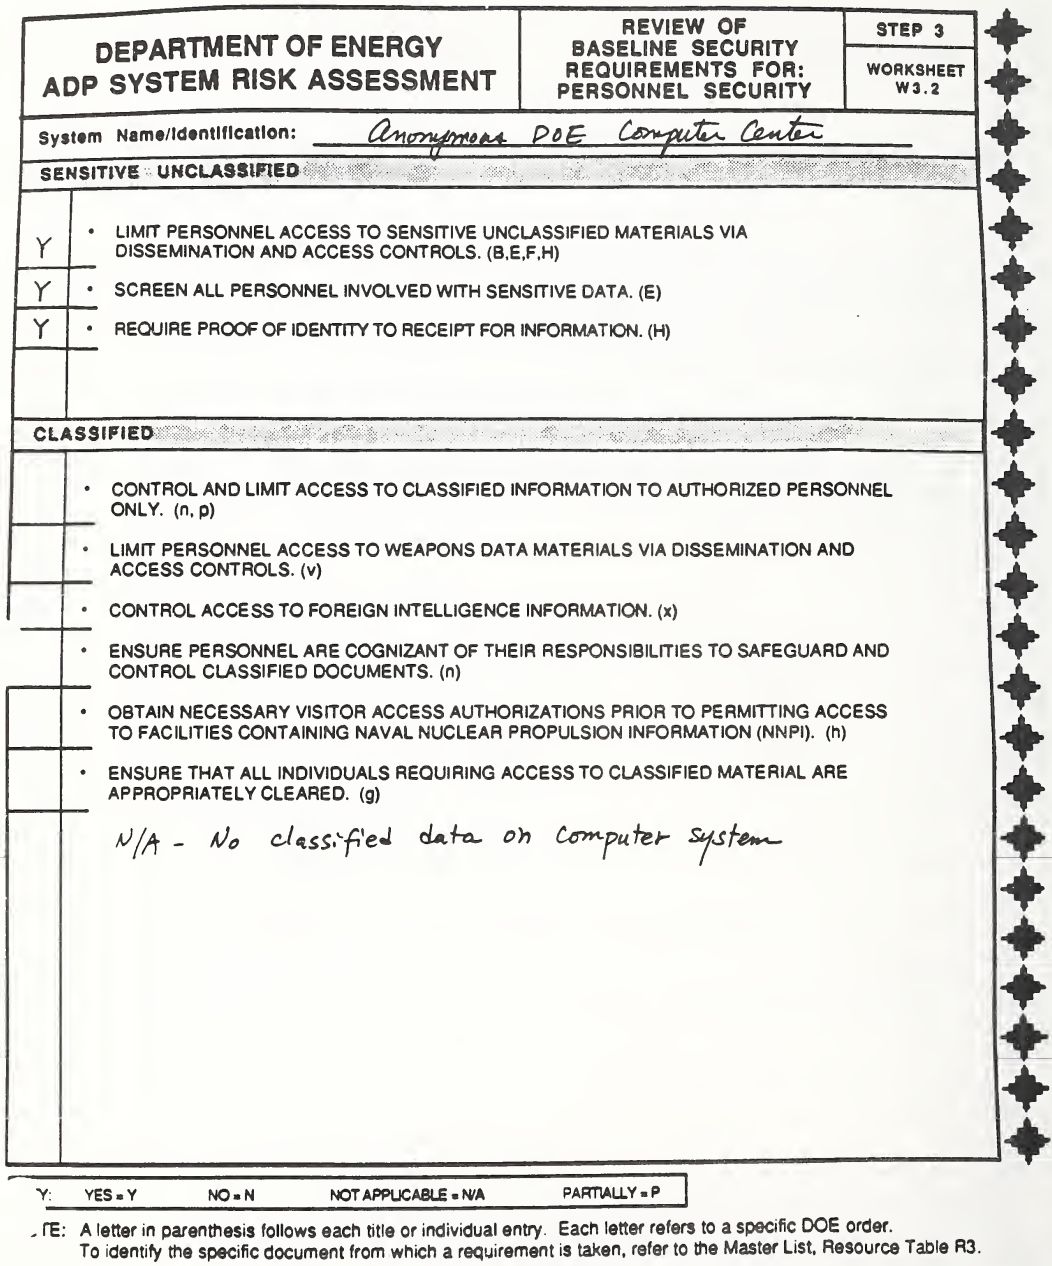 DEPARTMENT OF ENERGY
ADP SYSTEM RISK ASSESSMENT
REVIEW OF
BASELINE SECURITY
REQUIREMENTS FOR:
PERSONNEL SECURITY
STEP 3
WORKSHEET
W3.2
System Name/Identification: Anonymous DOE Computer Center
SENSITIVE UNCLASSIFIED
Y • LIMIT PERSONNEL ACCESS TO SENSITIVE UNCLASSIFIED MATERIALS VIA
DISSEMINATION AND ACCESS CONTROLS. (B,E,F,H)
Y • SCREEN ALL PERSONNEL INVOLVED WITH SENSITIVE DATA. (E)
Y • REQUIRE PROOF OF IDENTITY TO RECEIPT FOR INFORMATION. (H)
CLASSIFIED
• CONTROL AND LIMIT ACCESS TO CLASSIFIED INFORMATION TO AUTHORIZED PERSONNEL
ONLY. (n, p)
• LIMIT PERSONNEL ACCESS TO WEAPONS DATA MATERIALS VIA DISSEMINATION AND
ACCESS CONTROLS. (v)
• CONTROL ACCESS TO FOREIGN INTELLIGENCE INFORMATION. (x)
• ENSURE PERSONNEL ARE COGNIZANT OF THEIR RESPONSIBILITIES TO SAFEGUARD AND
CONTROL CLASSIFIED DOCUMENTS. (n)
• OBTAIN NECESSARY VISITOR ACCESS AUTHORIZATIONS PRIOR TO PERMITTING ACCESS
TO FACILITIES CONTAINING NAVAL NUCLEAR PROPULSION INFORMATION (NNPI). (h)
• ENSURE THAT ALL INDIVIDUALS REQUIRING ACCESS TO CLASSIFIED MATERIAL ARE
APPROPRIATELY CLEARED. (g)
N/A - No classified data on computer system
Y: YES = Y NO = N NOT APPLICABLE = N/A PARTIALLY = P
TE: A letter in parenthesis follows each title or individual entry. Each letter refers to a specific DOE order.
To identify the specific document from which a requirement is taken, refer to the Master List, Resource Table R3.